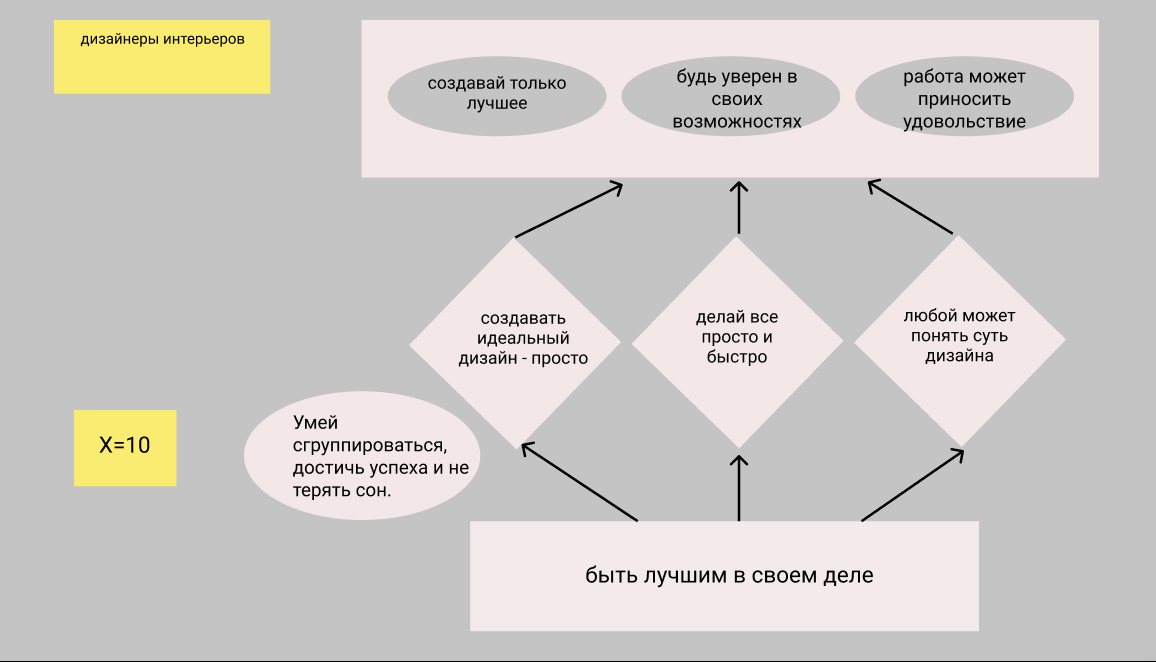 дизайнеры интерьеров
создавай только
лучшее
будь уверен в
своих
возможностях
работа может
приносить
удовольствие
создавать
идеальный
дизайн - просто
делай все
просто и
быстро
любой может
понять суть
дизайна
X=10
Умей
сгруппироваться,
достичь успеха и не
терять сон.
быть лучшим в своем деле